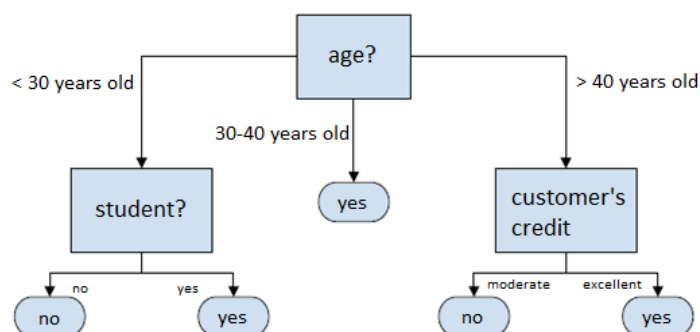 age?
< 30 years old
> 40 years old
30-40 years old
student?
yes
customer's
credit
no
yes
moderate
excellent
no
yes
no
yes